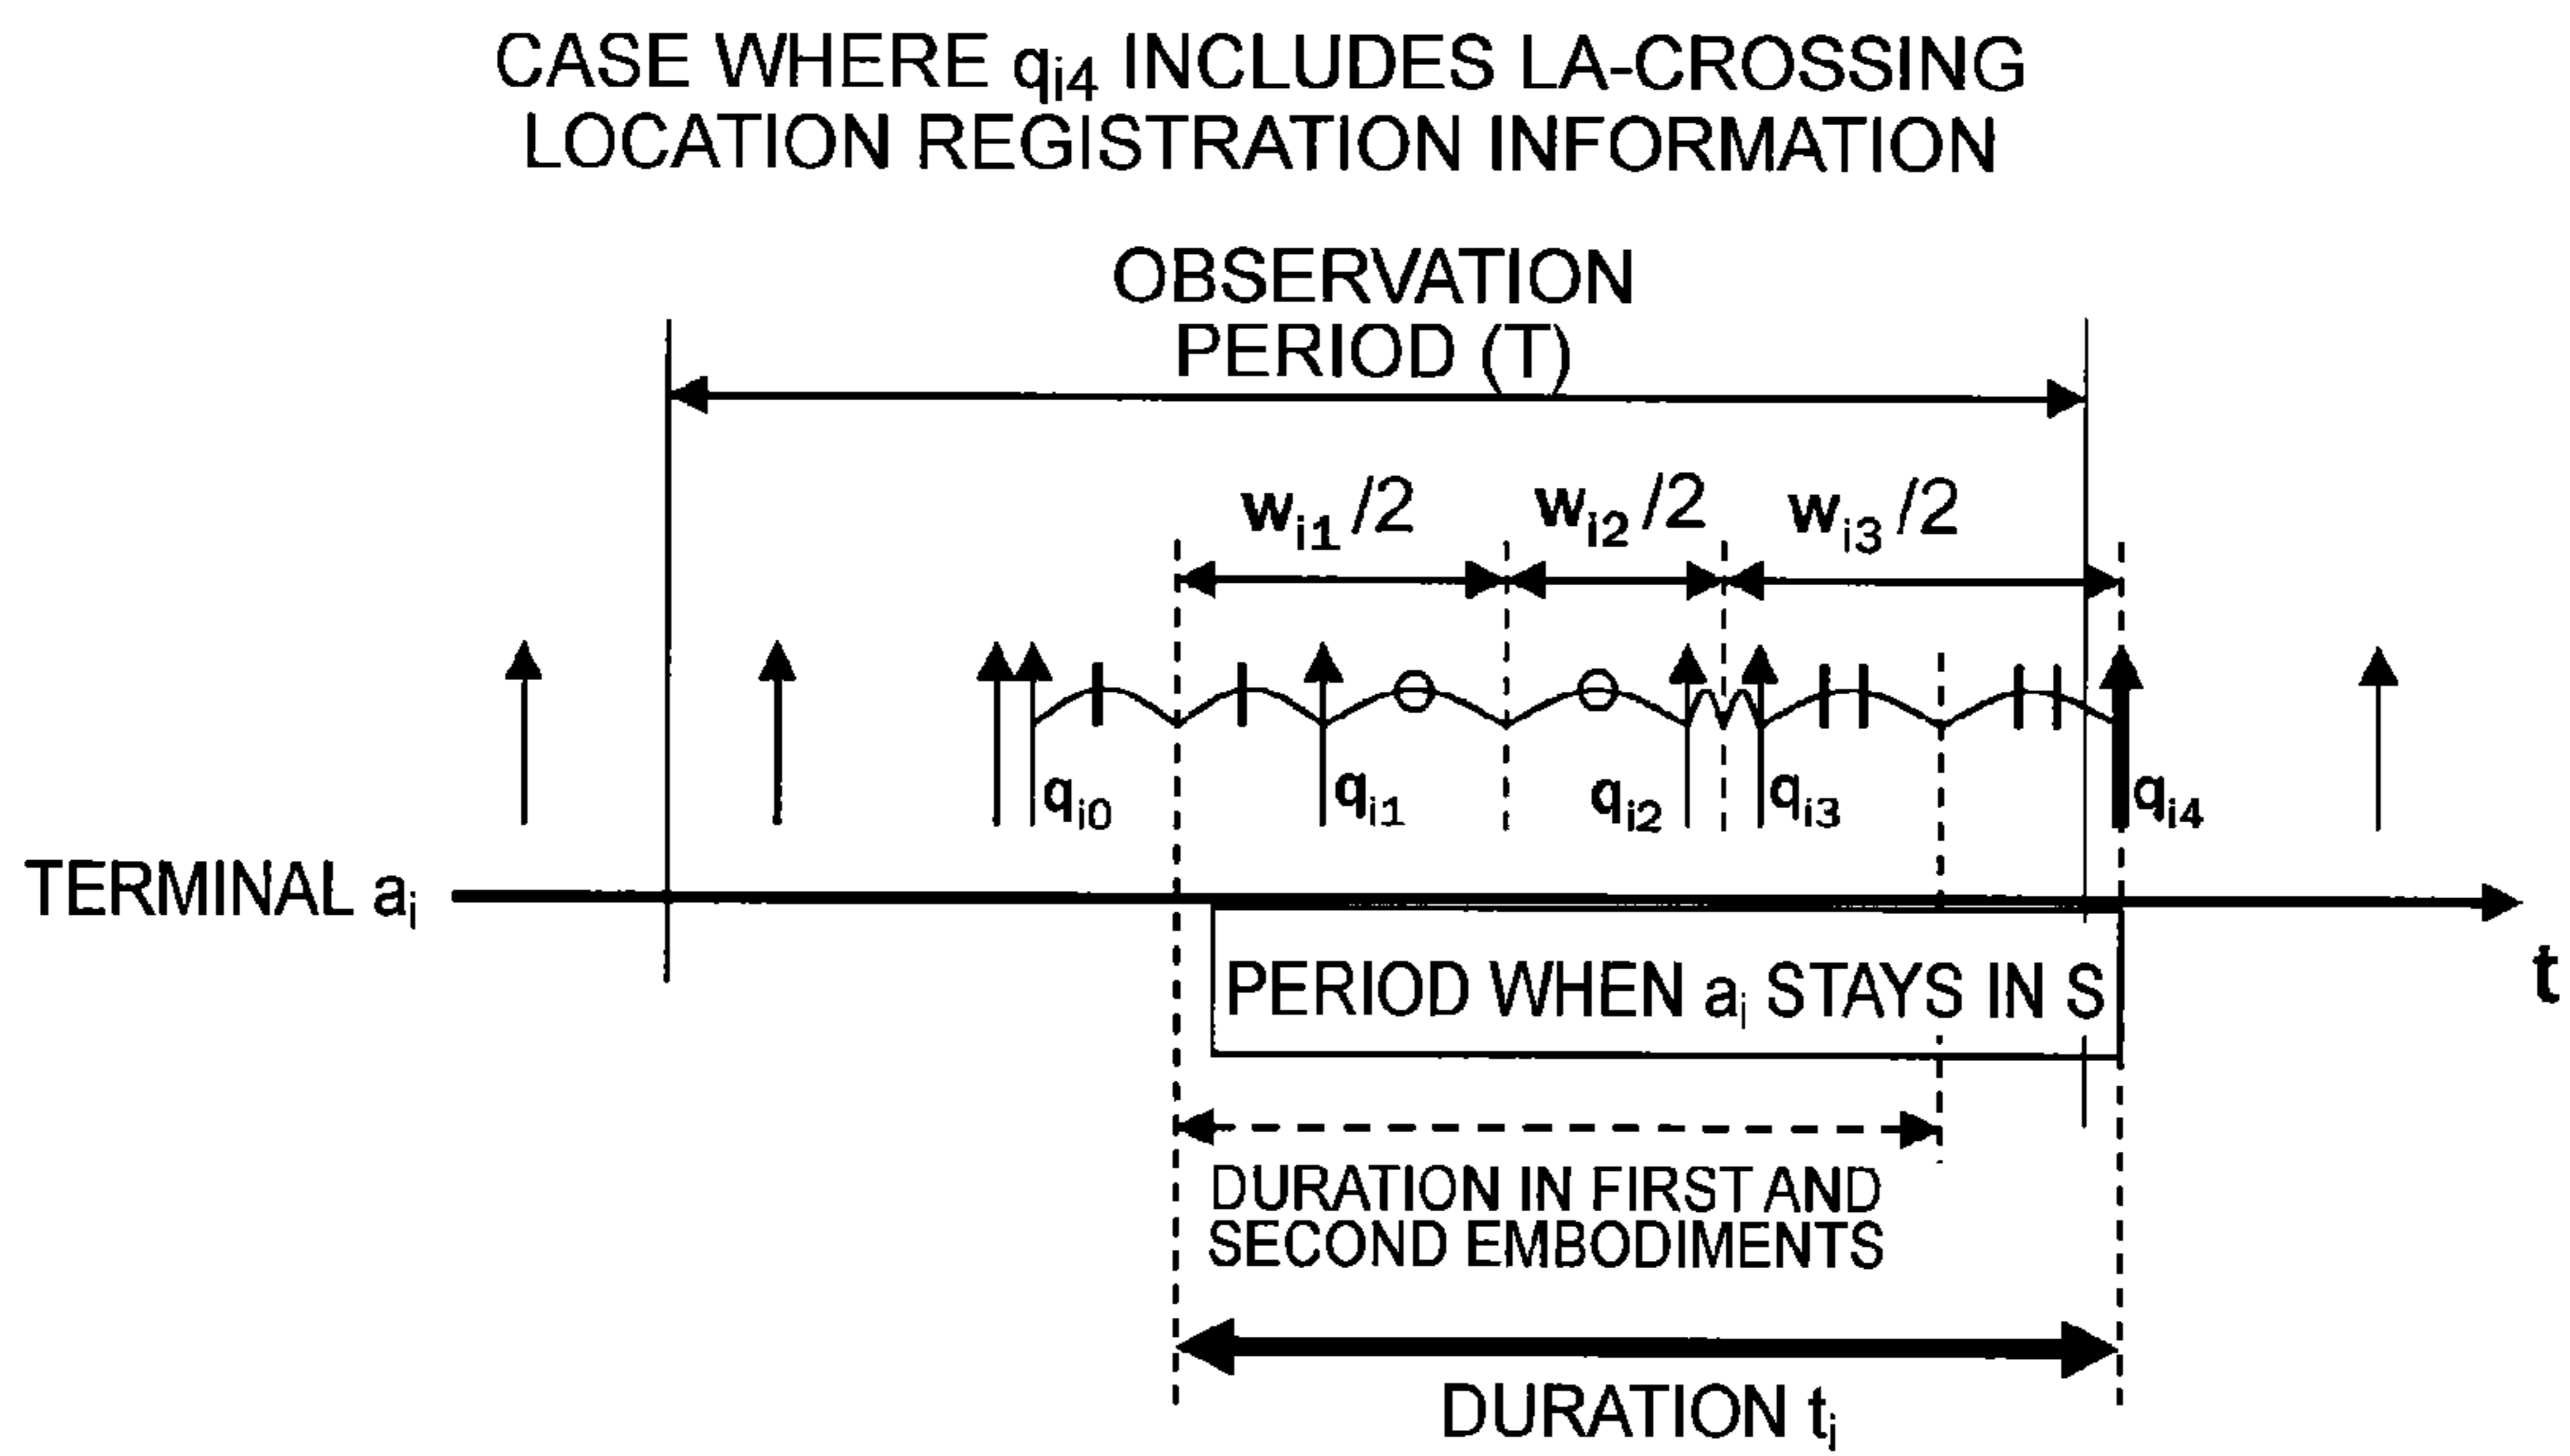 CASE WHERE qi4 INCLUDES LA-CROSSING
LOCATION REGISTRATION INFORMATION
OBSERVATION
PERIOD (T)
wi1 /2 wi2 /2 wi3 /2
qi0 qi1 qi2 qi3 qi4
TERMINAL ai
t
PERIOD WHEN ai STAYS IN S
DURATION IN FIRST AND
SECOND EMBODIMENTS
DURATION ti